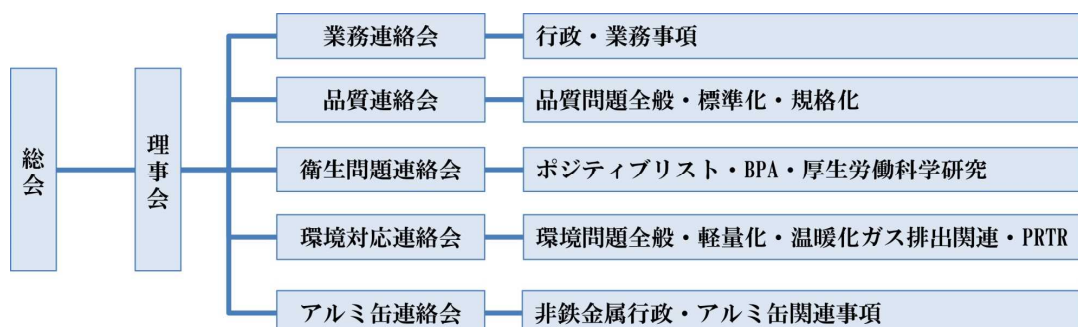 総会
理事会
業務連絡会
行政・業務事項
品質連絡会
品質問題全般・標準化・規格化
衛生問題連絡会
ポジティブリスト・BPA・厚生労働科学研究
環境対応連絡会
環境問題全般・軽量化・温暖化ガス排出関連・PRTR
アルミ缶連絡会
非鉄金属行政・アルミ缶関連事項